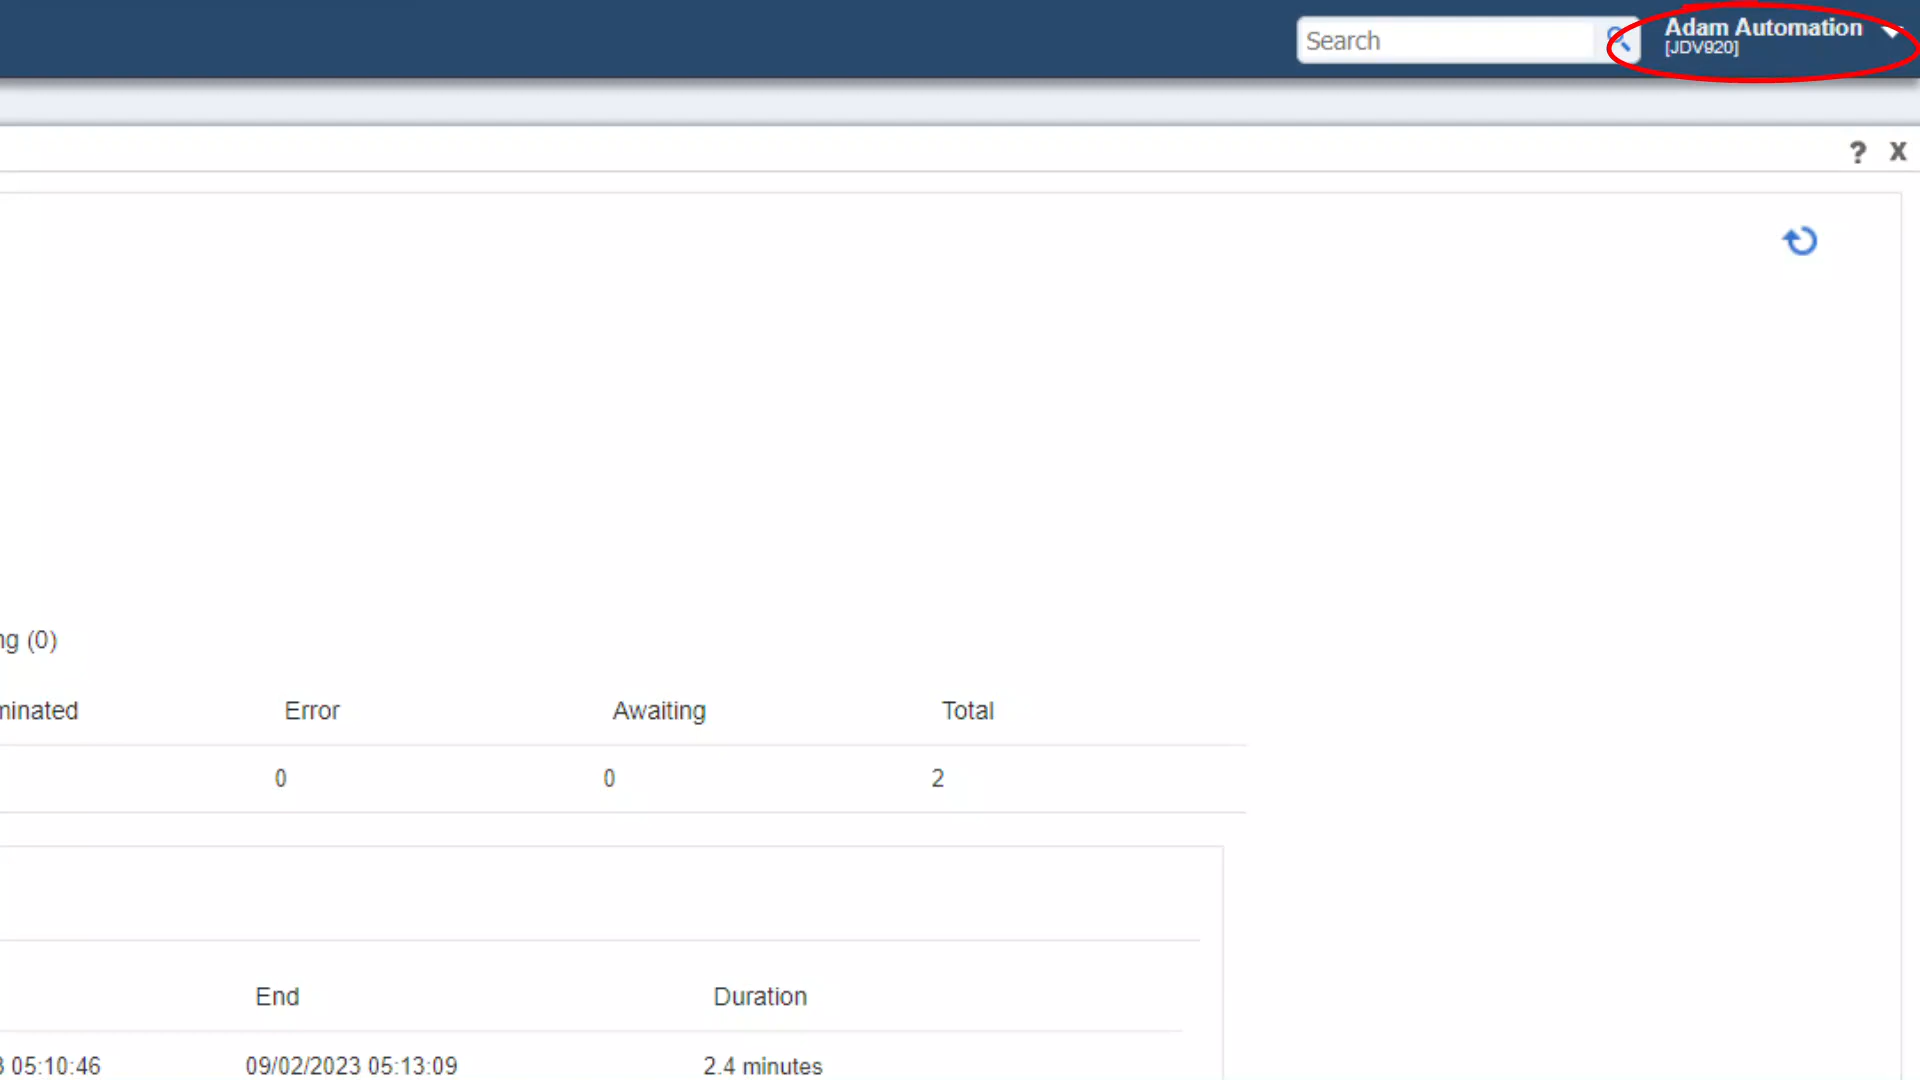 Search
Adam Automation
[JDV920]
? X
ng (0)
minated Error Awaiting Total
0 0 2
End Duration
3 05:10:46 09/02/2023 05:13:09 2.4 minutes